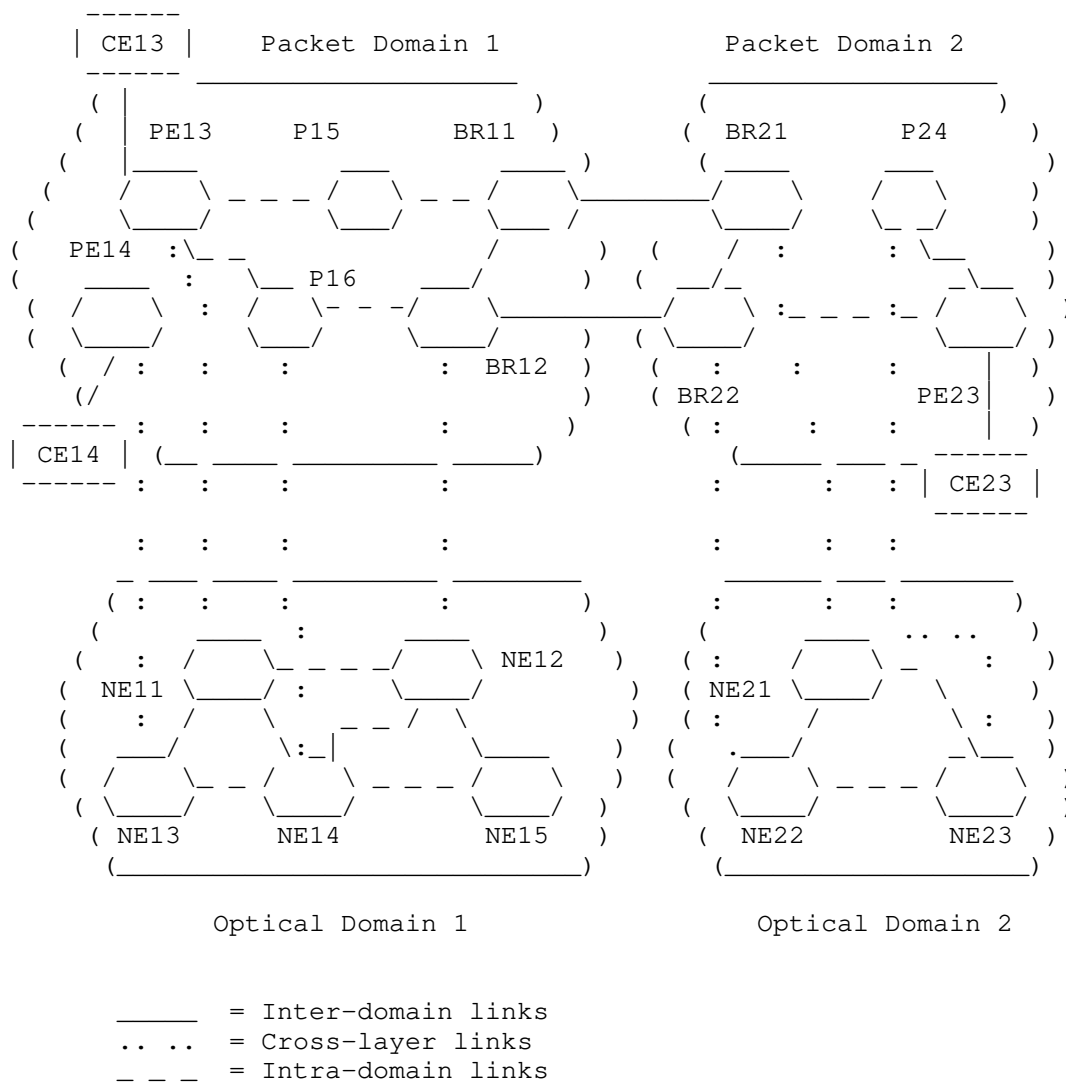 CE13 Packet Domain 1 Packet Domain 2
PE13 P15 BR11 BR21 P24
PE14
P16
BR12
BR22 PE23
CE14
CE23
NE12
NE11 NE21
NE13 NE14 NE15 NE22 NE23
Optical Domain 1 Optical Domain 2
= Inter-domain links
= Cross-layer links
= Intra-domain links